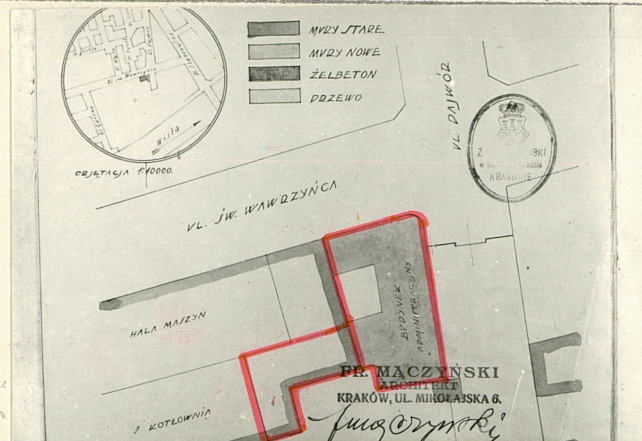 MURY STARE
MURY NOWE
ŻELBETON
DRZEWO
Wisła
ORJĘTACJA 1:10000.
UL. DAJWÓR
KRAKOWIE
UL. ŚW. WAWRZYŃCA
HALA MASZYN
BUDYNEK
ADMINISTRACYJNY
KOTŁOWNIA
FR. MĄCZYŃSKI
ARCHITEKT
KRAKÓW, UL. MIKOŁAJSKA 6.